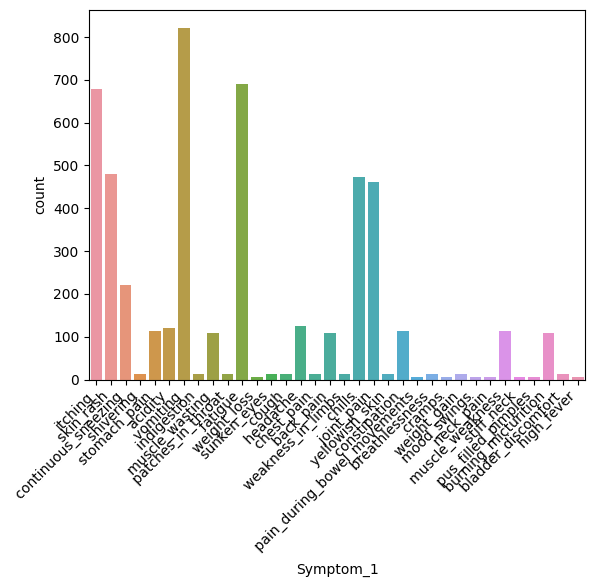 800
700
600
500
400
300
200
100
0
count
itching
skin_rash
continuous_sneezing
shivering
stomach_pain
acidity
vomiting
indigestion
muscle_wasting
patches_in_throat
fatigue
weight_loss
sunken_eyes
cough
headache
chest_pain
back_pain
weakness_in_limbs
chills
joint_pain
yellowish_skin
constipation
pain_during_bowel_movements
breathlessness
cramps
weight_gain
mood_swings
neck_pain
muscle_weakness
stiff_neck
pus_filled_pimples
burning_micturition
bladder_discomfort
high_fever
Symptom_1